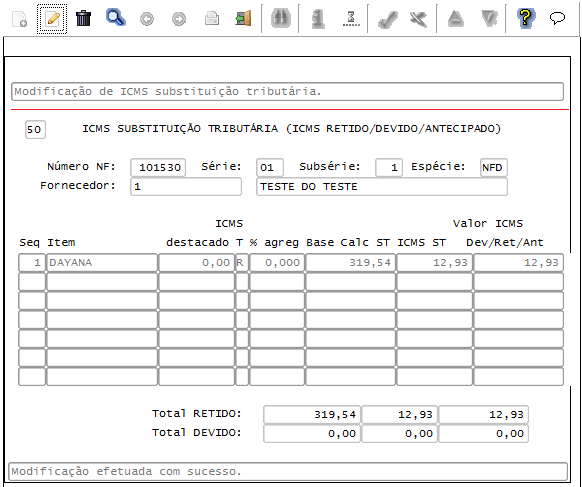 Modificação de ICMS substituição tributária.
50 ICMS SUBSTITUIÇÃO TRIBUTÁRIA (ICMS RETIDO/DEVIDO/ANTECIPADO)
Número NF: 101530 Série: 01 Subsérie: 1 Espécie: NFD
Fornecedor: 1 TESTE DO TESTE
ICMS Valor ICMS
Seq Item destacado T % agreg Base Calc ST ICMS ST Dev/Ret/Ant
1 DAYANA 0,00 R 0,000 319,54 12,93 12,93
Total RETIDO: 319,54 12,93 12,93
Total DEVIDO: 0,00 0,00 0,00
Modificação efetuada com sucesso.